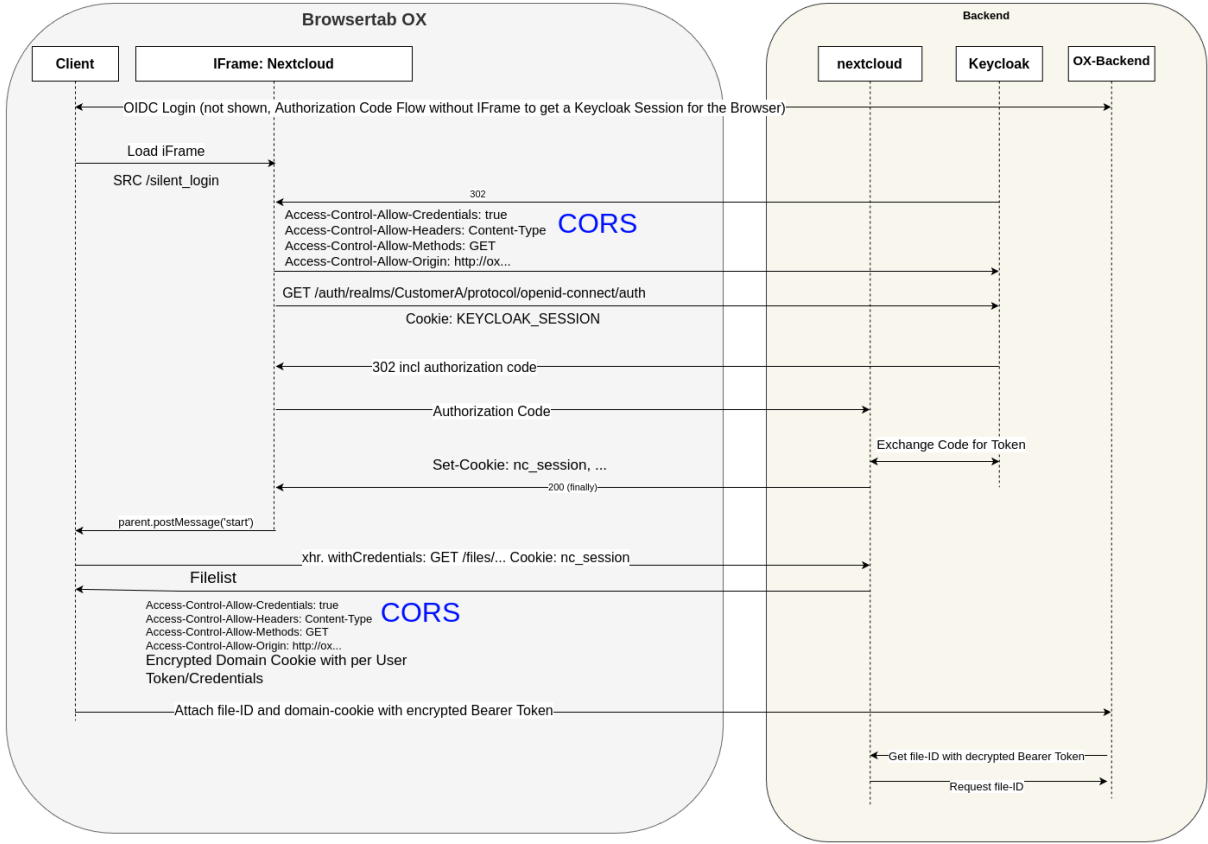 Browsertab OX
Backend
Client
IFrame: Nextcloud
nextcloud
Keycloak
OX-Backend
OIDC Login (not shown, Authorization Code Flow without IFrame to get a Keycloak Session for the Browser)
Load iFrame
SRC /silent_login
302
Access-Control-Allow-Credentials: true
Access-Control-Allow-Headers: Content-Type
Access-Control-Allow-Methods: GET
Access-Control-Allow-Origin: http://ox...
CORS
GET /auth/realms/CustomerA/protocol/openid-connect/auth
Cookie: KEYCLOAK_SESSION
302 incl authorization code
Authorization Code
Exchange Code for Token
Set-Cookie: nc_session, ...
200 (finally)
parent.postMessage('start')
xhr. withCredentials: GET /files/... Cookie: nc_session
Filelist
Access-Control-Allow-Credentials: true
Access-Control-Allow-Headers: Content-Type
Access-Control-Allow-Methods: GET
Access-Control-Allow-Origin: http://ox...
CORS
Encrypted Domain Cookie with per User
Token/Credentials
Attach file-ID and domain-cookie with encrypted Bearer Token
Get file-ID with decrypted Bearer Token
Request file-ID